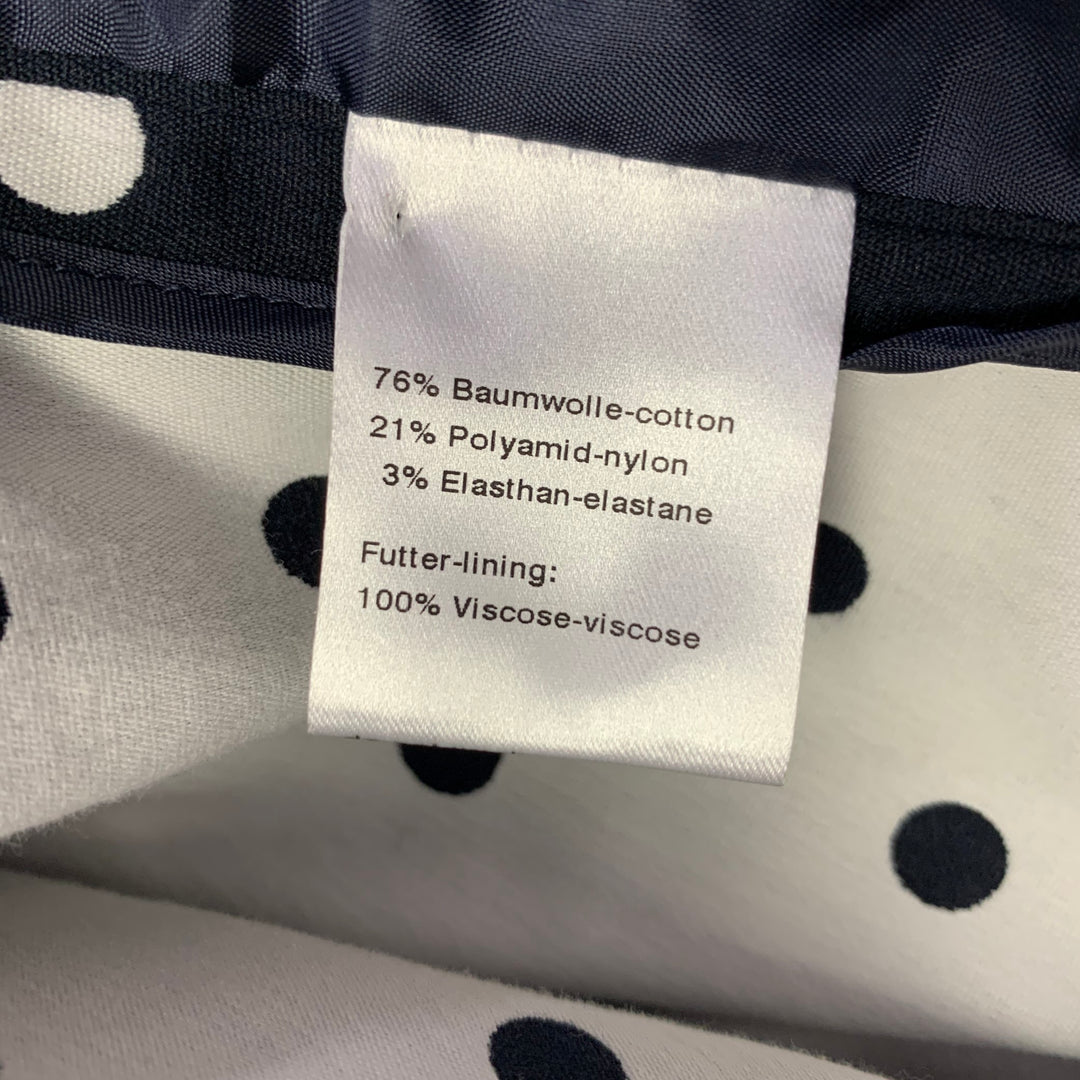 76% Baumwolle-cotton
21% Polyamid-nylon
3% Elasthan-elastane
Futter-lining:
100% Viscose-viscose